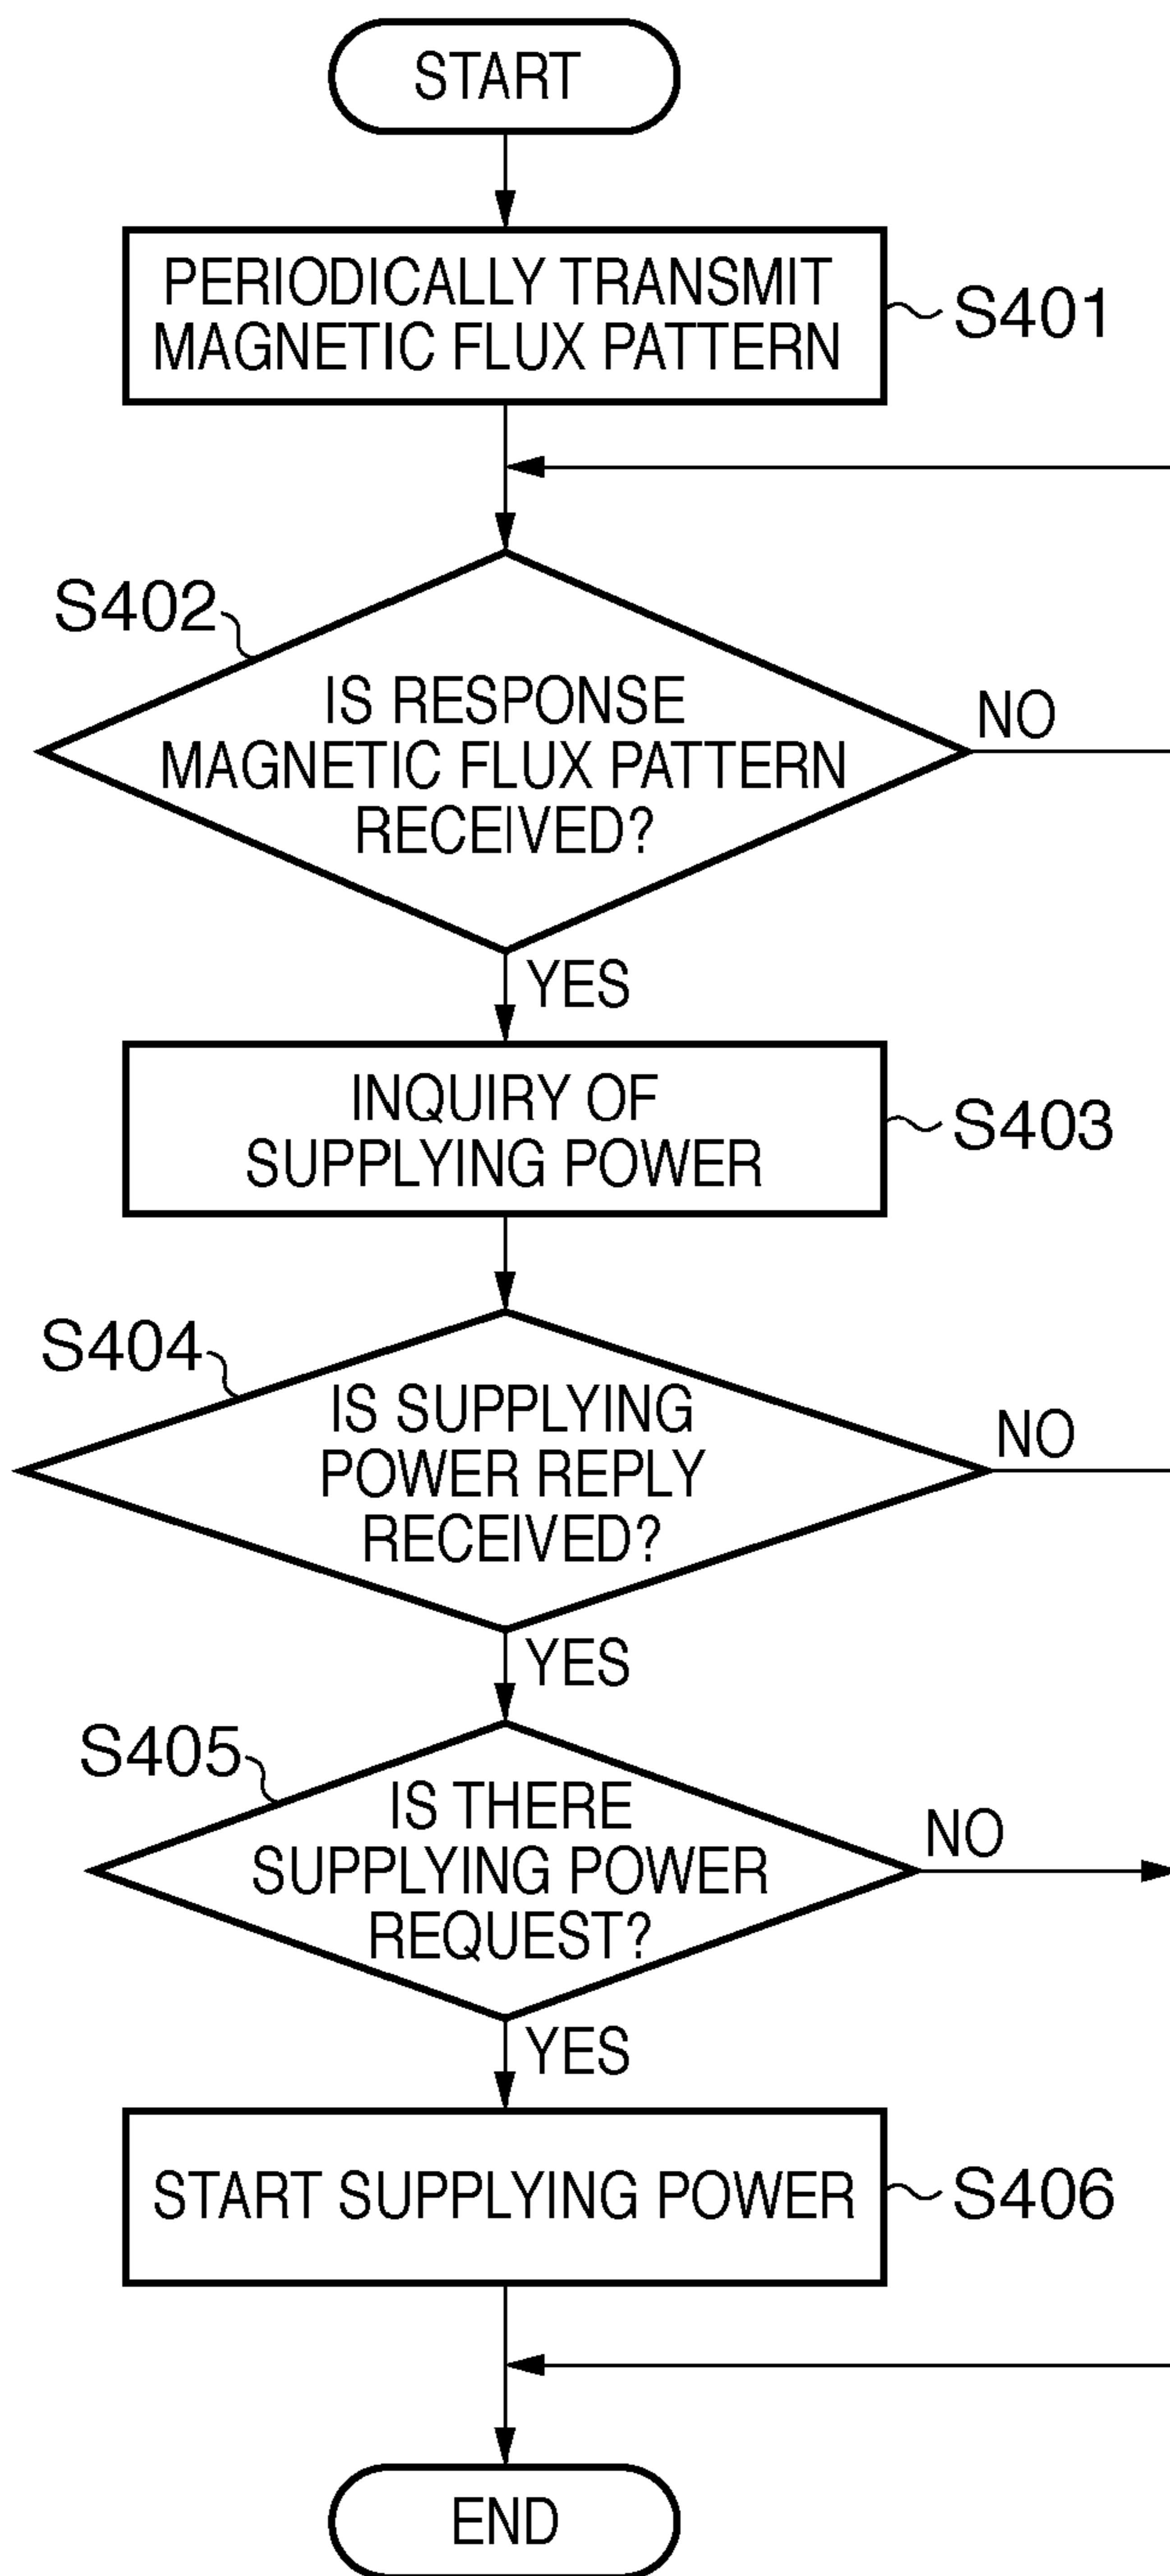 START
PERIODICALLY TRANSMIT
MAGNETIC FLUX PATTERN
S401
S402
IS RESPONSE
MAGNETIC FLUX PATTERN
RECEIVED?
NO
YES
INQUIRY OF
SUPPLYING POWER
S403
S404
IS SUPPLYING
POWER REPLY
RECEIVED?
NO
YES
S405
IS THERE
SUPPLYING POWER
REQUEST?
NO
YES
START SUPPLYING POWER
S406
END